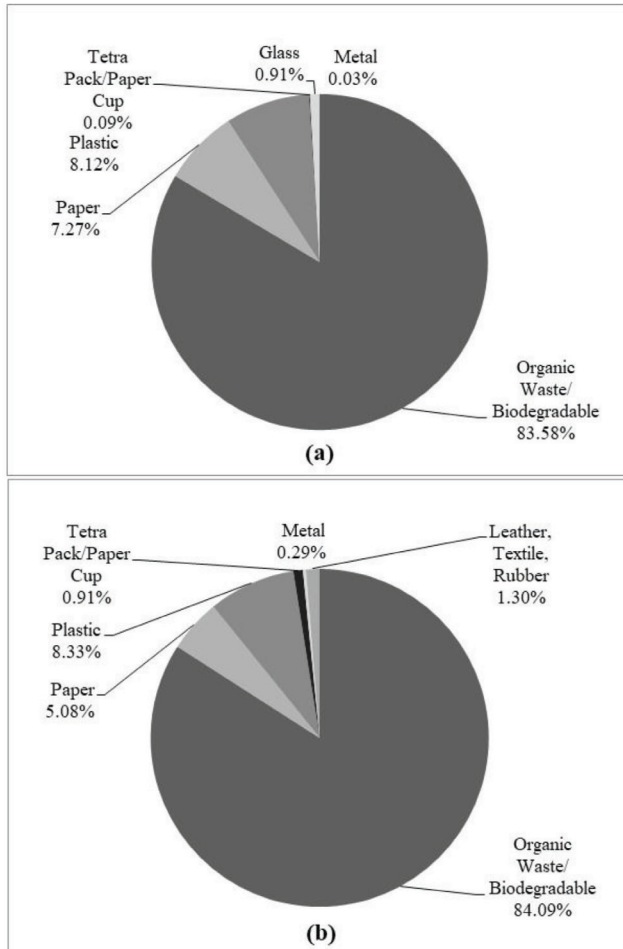 Tetra
Pack/Paper
Cup
0.09%
Glass
0.91%
Metal
0.03%
Plastic
8.12%
Paper
7.27%
Organic
Waste/
Biodegradable
83.58%
(a)
Tetra
Pack/Paper
Cup
0.91%
Metal
0.29%
Leather,
Textile,
Rubber
1.30%
Plastic
8.33%
Paper
5.08%
Organic
Waste/
Biodegradable
84.09%
(b)